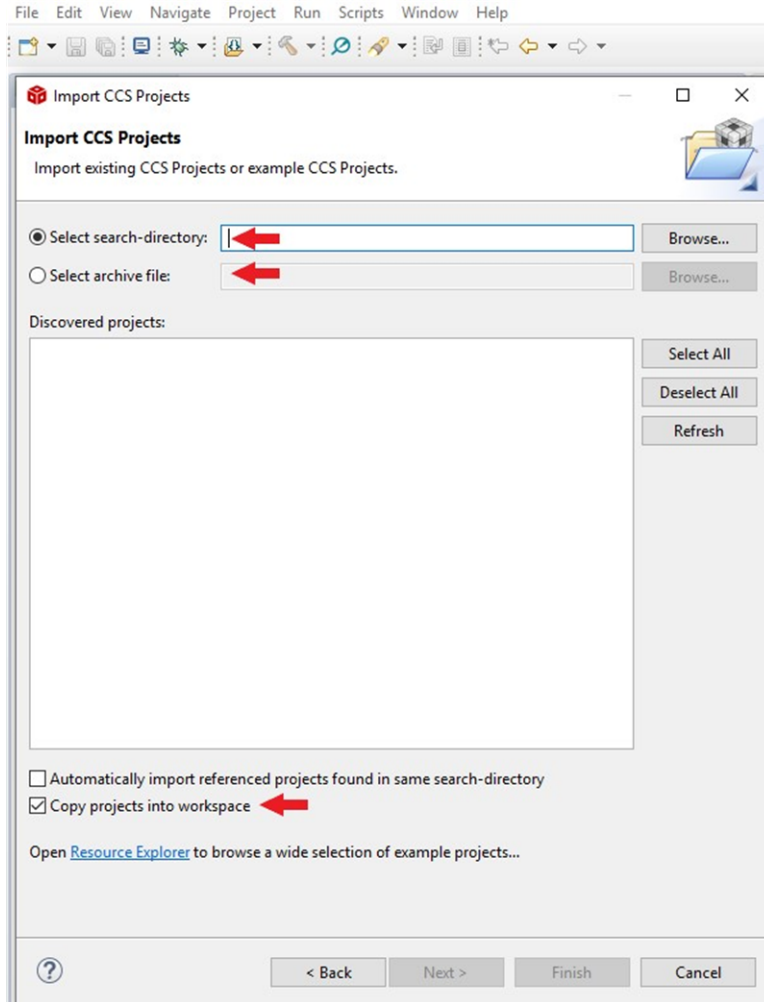 File Edit View Navigate Project Run Scripts Window Help
Import CCS Projects
Import CCS Projects
Import existing CCS Projects or example CCS Projects.
Select search-directory: Browse...
Select archive file: Browse...
Discovered projects:
Select All
Deselect All
Refresh
Automatically import referenced projects found in same search-directory
Copy projects into workspace
Open Resource Explorer to browse a wide selection of example projects...
? < Back Next > Finish Cancel